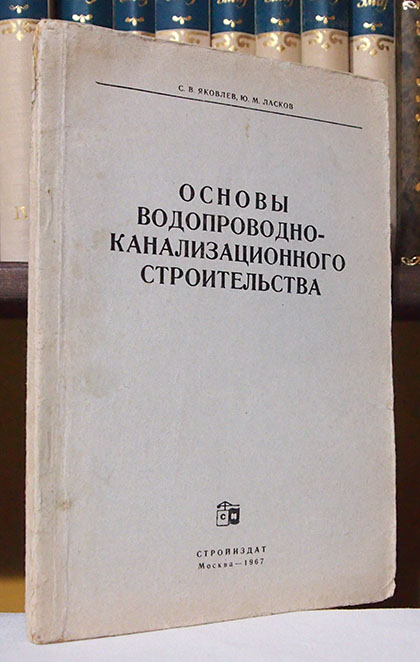 С. В. ЯКОВЛЕВ, Ю. М. ЛАСКОВ
ОСНОВЫ
ВОДОПРОВОДНО-
КАНАЛИЗАЦИОННОГО
СТРОИТЕЛЬСТВА
С И
СТРОЙИЗДАТ
Москва — 1967